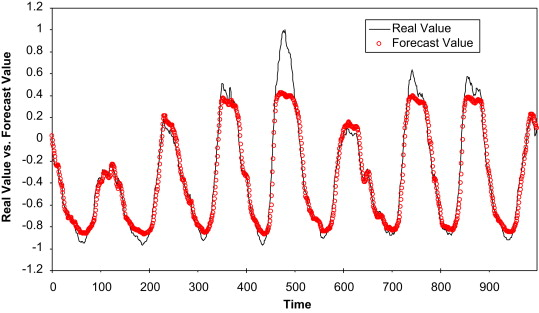 1.2
1
0.8
0.6
0.4
0.2
0
-0.2
-0.4
-0.6
-0.8
-1
-1.2
Real Value vs. Forecast Value
Real Value
Forecast Value
0 100 200 300 400 500 600 700 800 900
Time